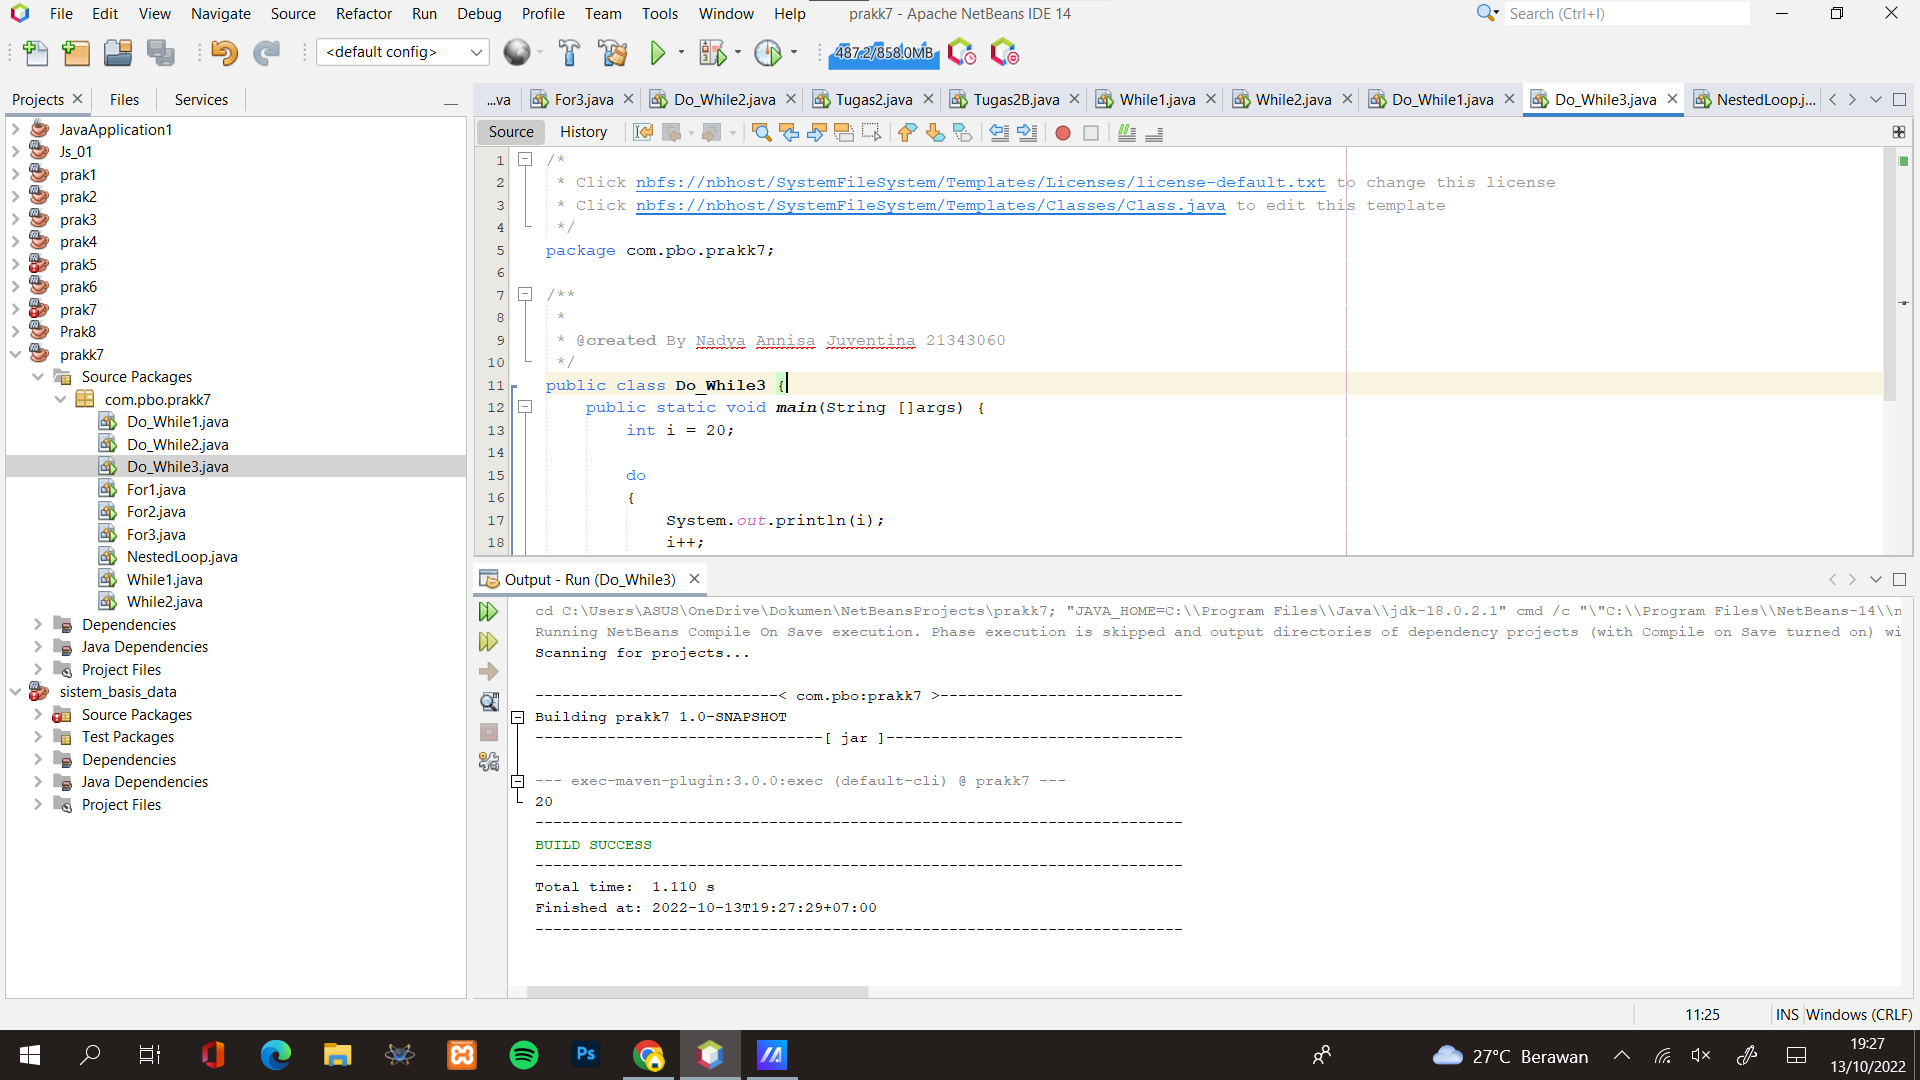 File Edit View Navigate Source Refactor Run Debug Profile Team Tools Window Help prakk7 - Apache NetBeans IDE 14 Search (Ctrl+I)
<default config> 487.2/858.0MB
Projects Files Services
JavaApplication1
Js_01
prak1
prak2
prak3
prak4
prak5
prak6
prak7
Prak8
prakk7
Source Packages
com.pbo.prakk7
Do_While1.java
Do_While2.java
Do_While3.java
For1.java
For2.java
For3.java
NestedLoop.java
While1.java
While2.java
Dependencies
Java Dependencies
Project Files
sistem_basis_data
Source Packages
Test Packages
Dependencies
Java Dependencies
Project Files
...va For3.java Do_While2.java Tugas2.java Tugas2B.java While1.java While2.java Do_While1.java Do_While3.java NestedLoop.j...
Source History
1 /*
2 * Click nbfs://nbhost/SystemFileSystem/Templates/Licenses/license-default.txt to change this license
3 * Click nbfs://nbhost/SystemFileSystem/Templates/Classes/Class.java to edit this template
4 */
5 package com.pbo.prakk7;
6
7 /**
8 *
9 * @created By Nadya Annisa Juventina 21343060
10 */
11 public class Do_While3 {
12 public static void main(String []args) {
13 int i = 20;
14
15 do
16 {
17 System.out.println(i);
18 i++;
Output - Run (Do_While3)
cd C:\Users\ASUS\OneDrive\Dokumen\NetBeansProjects\prakk7; "JAVA_HOME=C:\\Program Files\\Java\\jdk-18.0.2.1" cmd /c "\"C:\\Program Files\\NetBeans-14\\n
Running NetBeans Compile On Save execution. Phase execution is skipped and output directories of dependency projects (with Compile on Save turned on) wi
Scanning for projects...
---------------------------< com.pbo:prakk7 >---------------------------
Building prakk7 1.0-SNAPSHOT
--------------------------------[ jar ]---------------------------------
--- exec-maven-plugin:3.0.0:exec (default-cli) @ prakk7 ---
20
------------------------------------------------------------------------
BUILD SUCCESS
------------------------------------------------------------------------
Total time: 1.110 s
Finished at: 2022-10-13T19:27:29+07:00
------------------------------------------------------------------------
11:25 INS Windows (CRLF)
Ps 27°C Berawan 19:27
13/10/2022